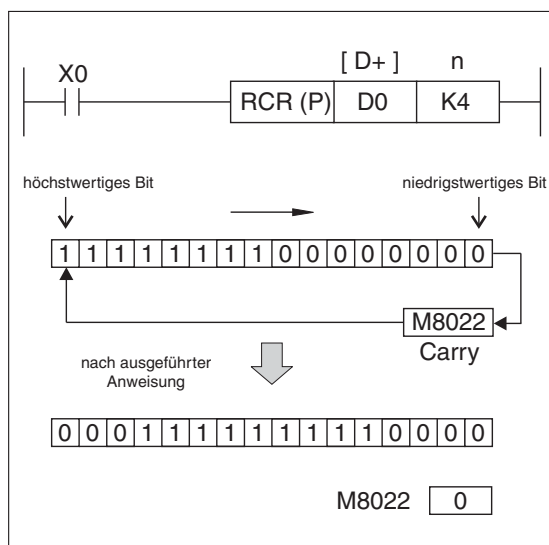 [ D+ ] n
X0
RCR (P) D0 K4
höchstwertiges Bit niedrigstwertiges Bit
1 1 1 1 1 1 1 1 0 0 0 0 0 0 0 0
M8022
Carry
nach ausgeführter
Anweisung
0 0 0 1 1 1 1 1 1 1 1 1 0 0 0 0
M8022 0